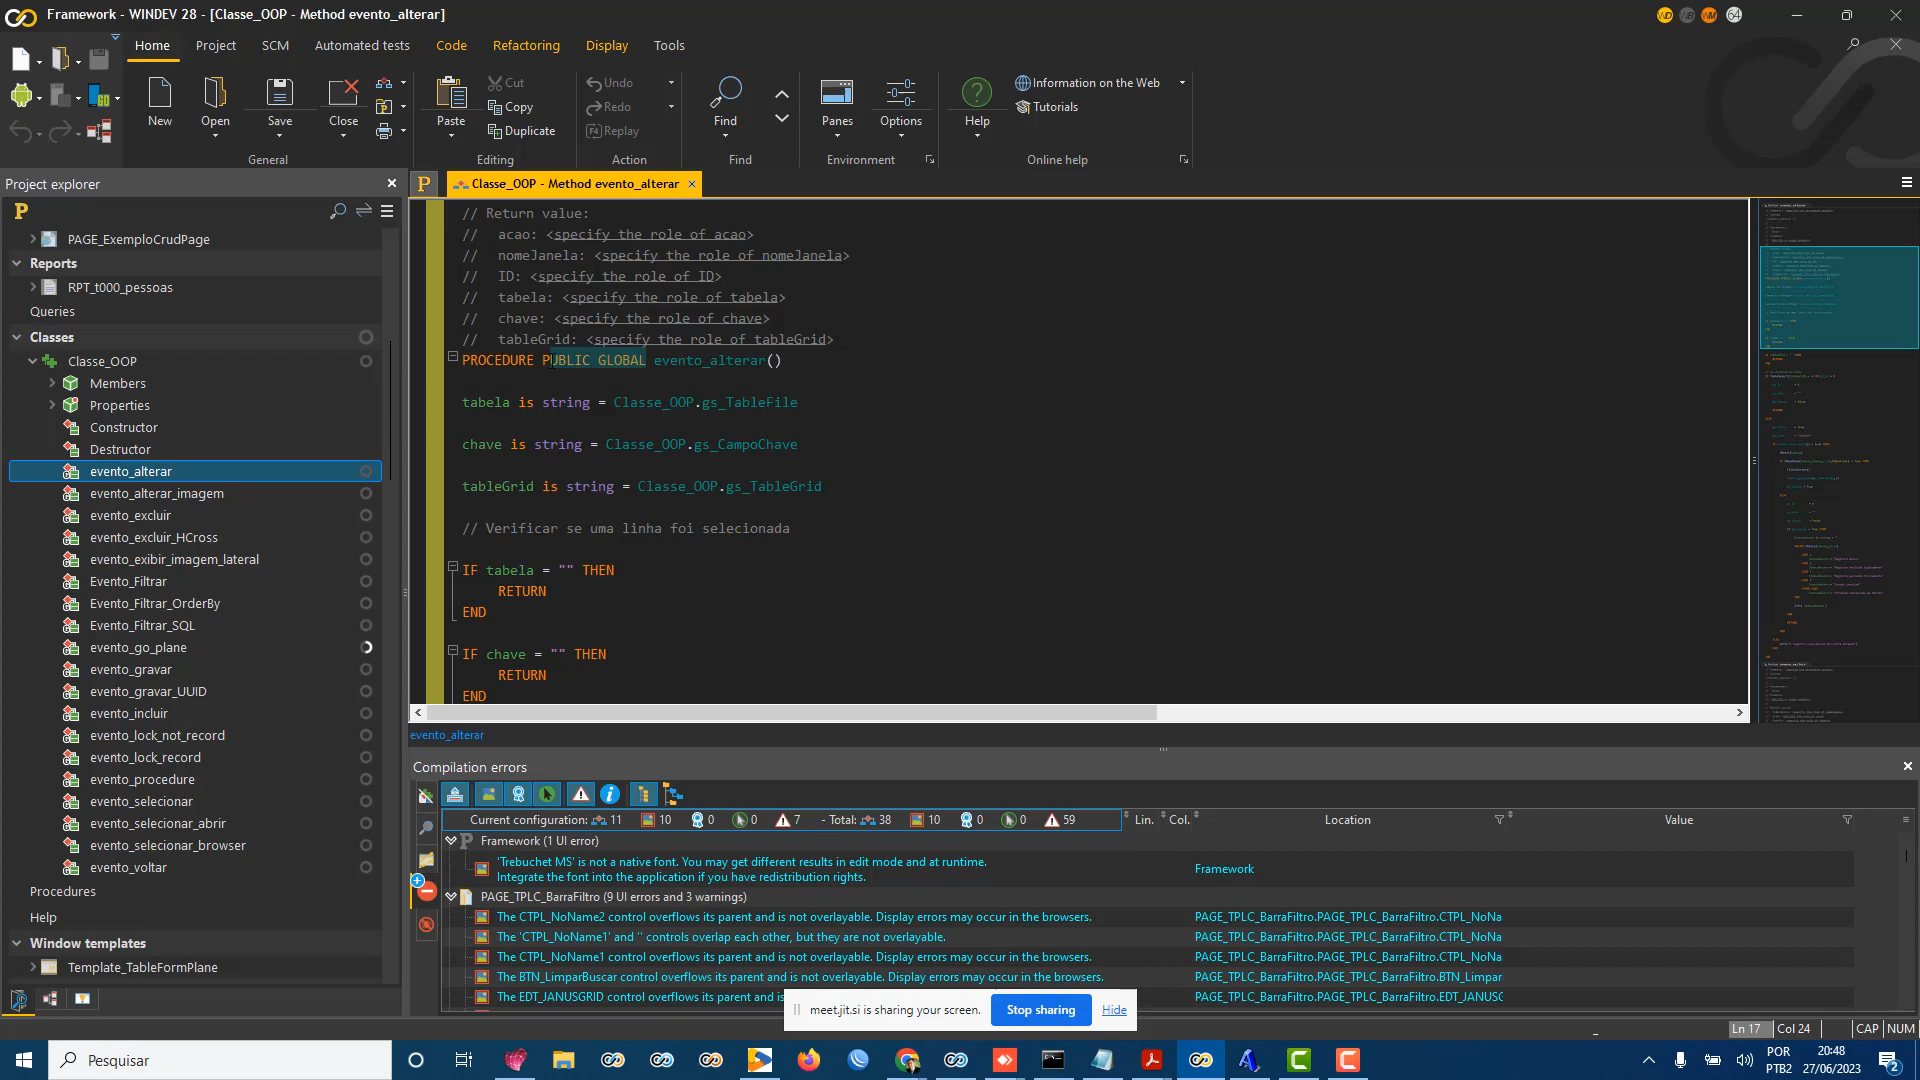 Framework - WINDEV 28 - [Classe_OOP - Method evento_alterar]
Home Project SCM Automated tests Code Refactoring Display Tools
New Open Save Close
General
Paste Cut Copy Duplicate
Editing
Undo Redo Replay
Action
Find
Find
Panes Options
Environment
Help Information on the Web Tutorials
Online help
Project explorer
PAGE_ExemploCrudPage
Reports
RPT_t000_pessoas
Queries
Classes
Classe_OOP
Members
Properties
Constructor
Destructor
evento_alterar
evento_alterar_imagem
evento_excluir
evento_excluir_HCross
evento_exibir_imagem_lateral
Evento_Filtrar
Evento_Filtrar_OrderBy
Evento_Filtrar_SQL
evento_go_plane
evento_gravar
evento_gravar_UUID
evento_incluir
evento_lock_not_record
evento_lock_record
evento_procedure
evento_selecionar
evento_selecionar_abrir
evento_selecionar_browser
evento_voltar
Procedures
Help
Window templates
Template_TableFormPlane
Classe_OOP - Method evento_alterar
// Return value:
// acao: <specify the role of acao>
// nomeJanela: <specify the role of nomeJanela>
// ID: <specify the role of ID>
// tabela: <specify the role of tabela>
// chave: <specify the role of chave>
// tableGrid: <specify the role of tableGrid>
PROCEDURE PUBLIC GLOBAL evento_alterar()
tabela is string = Classe_OOP.gs_TableFile
chave is string = Classe_OOP.gs_CampoChave
tableGrid is string = Classe_OOP.gs_TableGrid
// Verificar se uma linha foi selecionada
IF tabela = "" THEN
RETURN
END
IF chave = "" THEN
RETURN
END
evento_alterar
Compilation errors
Current configuration: 11 10 0 0 7 - Total: 38 10 0 0 59 Lin. Col. Location Value
Framework (1 UI error)
'Trebuchet MS' is not a native font. You may get different results in edit mode and at runtime.
Integrate the font into the application if you have redistribution rights. Framework
PAGE_TPLC_BarraFiltro (9 UI errors and 3 warnings)
The CTPL_NoName2 control overflows its parent and is not overlayable. Display errors may occur in the browsers. PAGE_TPLC_BarraFiltro.PAGE_TPLC_BarraFiltro.CTPL_NoNa
The 'CTPL_NoName1' and '' controls overlap each other, but they are not overlayable. PAGE_TPLC_BarraFiltro.PAGE_TPLC_BarraFiltro.CTPL_NoNa
The CTPL_NoName1 control overflows its parent and is not overlayable. Display errors may occur in the browsers. PAGE_TPLC_BarraFiltro.PAGE_TPLC_BarraFiltro.CTPL_NoNa
The BTN_LimparBuscar control overflows its parent and is not overlayable. Display errors may occur in the browsers. PAGE_TPLC_BarraFiltro.PAGE_TPLC_BarraFiltro.BTN_Limpar
The EDT_JANUSGRID control overflows its parent and is PAGE_TPLC_BarraFiltro.PAGE_TPLC_BarraFiltro.EDT_JANUSG
meet.jit.si is sharing your screen. Stop sharing Hide
Ln 17 Col 24 CAP NUM
Pesquisar
POR
PTB2
20:48
27/06/2023
2